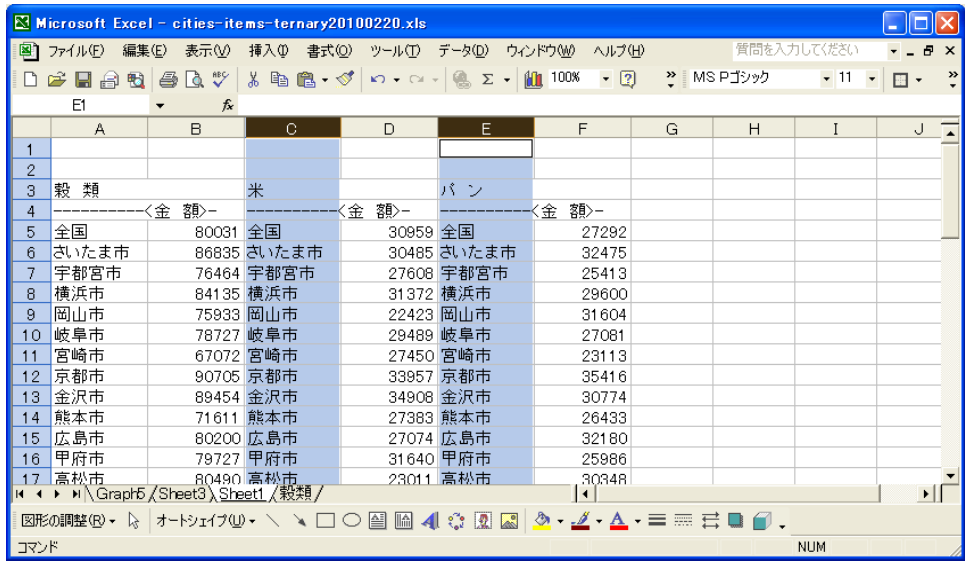 Microsoft Excel - cities-items-ternary20100220.xls
ファイル(F) 編集(E) 表示(V) 挿入(I) 書式(O) ツール(T) データ(D) ウィンドウ(W) ヘルプ(H) 質問を入力してください
100% MS Pゴシック 11
E1 fx
A B C D E F G H I J
1
2
3 穀 類 米 パ ン
4 ----------<金 額>- ----------<金 額>- ----------<金 額>-
5 全国 80031 全国 30959 全国 27292
6 さいたま市 86835 さいたま市 30485 さいたま市 32475
7 宇都宮市 76464 宇都宮市 27608 宇都宮市 25413
8 横浜市 84135 横浜市 31372 横浜市 29600
9 岡山市 75933 岡山市 22423 岡山市 31604
10 岐阜市 78727 岐阜市 29489 岐阜市 27081
11 宮崎市 67072 宮崎市 27450 宮崎市 23113
12 京都市 90705 京都市 33957 京都市 35416
13 金沢市 89454 金沢市 34908 金沢市 30774
14 熊本市 71611 熊本市 27383 熊本市 26433
15 広島市 80200 広島市 27074 広島市 32180
16 甲府市 79727 甲府市 31640 甲府市 25986
17 高松市 80490 高松市 23011 高松市 30348
Graph5 Sheet3 Sheet1 穀類
図形の調整(R) オートシェイプ(U)
コマンド NUM